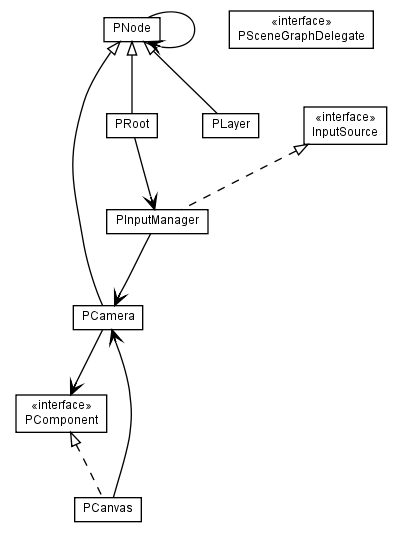 PNode
«interface»
PSceneGraphDelegate
PRoot
PLayer
«interface»
InputSource
PInputManager
PCamera
«interface»
PComponent
PCanvas